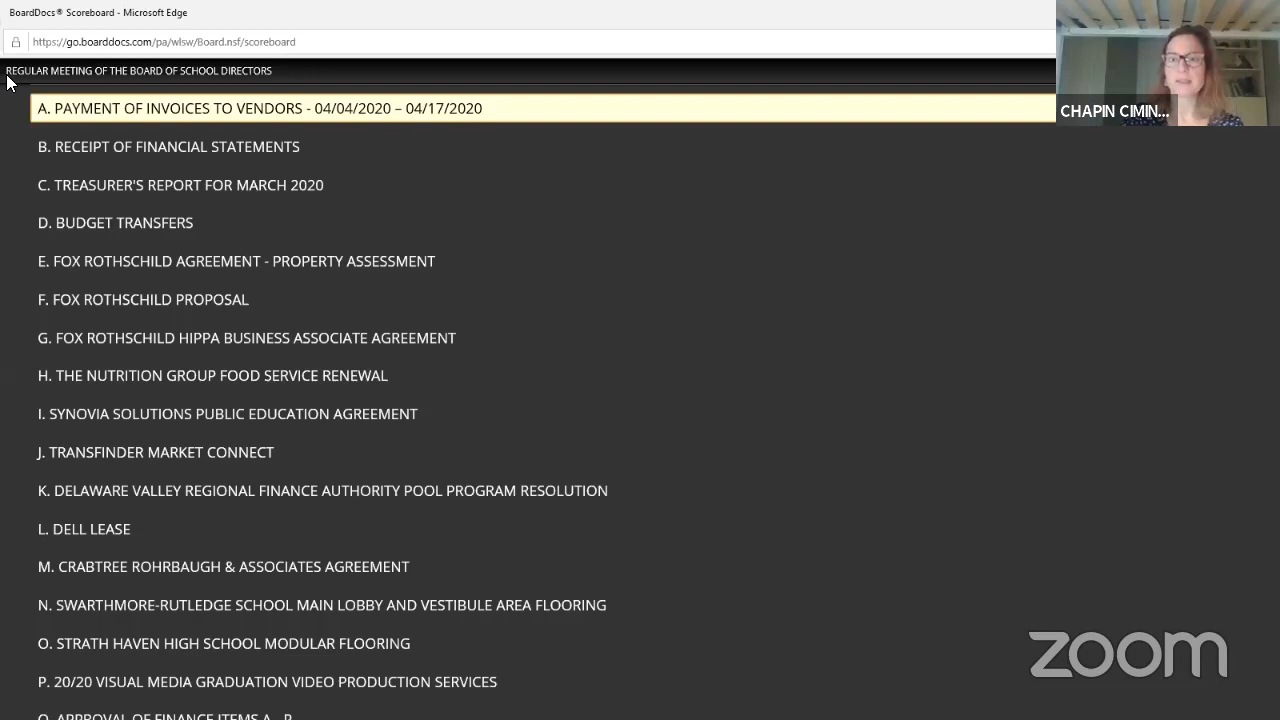 BoardDocs® Scoreboard - Microsoft Edge
https://go.boarddocs.com/pa/wlsw/Board.nsf/scoreboard
REGULAR MEETING OF THE BOARD OF SCHOOL DIRECTORS
CHAPIN CIMIN...
A. PAYMENT OF INVOICES TO VENDORS - 04/04/2020 – 04/17/2020
B. RECEIPT OF FINANCIAL STATEMENTS
C. TREASURER'S REPORT FOR MARCH 2020
D. BUDGET TRANSFERS
E. FOX ROTHSCHILD AGREEMENT - PROPERTY ASSESSMENT
F. FOX ROTHSCHILD PROPOSAL
G. FOX ROTHSCHILD HIPPA BUSINESS ASSOCIATE AGREEMENT
H. THE NUTRITION GROUP FOOD SERVICE RENEWAL
I. SYNOVIA SOLUTIONS PUBLIC EDUCATION AGREEMENT
J. TRANSFINDER MARKET CONNECT
K. DELAWARE VALLEY REGIONAL FINANCE AUTHORITY POOL PROGRAM RESOLUTION
L. DELL LEASE
M. CRABTREE ROHRBAUGH & ASSOCIATES AGREEMENT
N. SWARTHMORE-RUTLEDGE SCHOOL MAIN LOBBY AND VESTIBULE AREA FLOORING
O. STRATH HAVEN HIGH SCHOOL MODULAR FLOORING
P. 20/20 VISUAL MEDIA GRADUATION VIDEO PRODUCTION SERVICES
Q. APPROVAL OF FINANCE ITEMS A - P
zoom